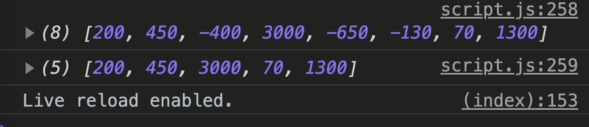 script.js:258
▶ (8) [200, 450, −400, 3000, −650, −130, 70, 1300]
▶ (5) [200, 450, 3000, 70, 1300] script.js:259
Live reload enabled. (index):153